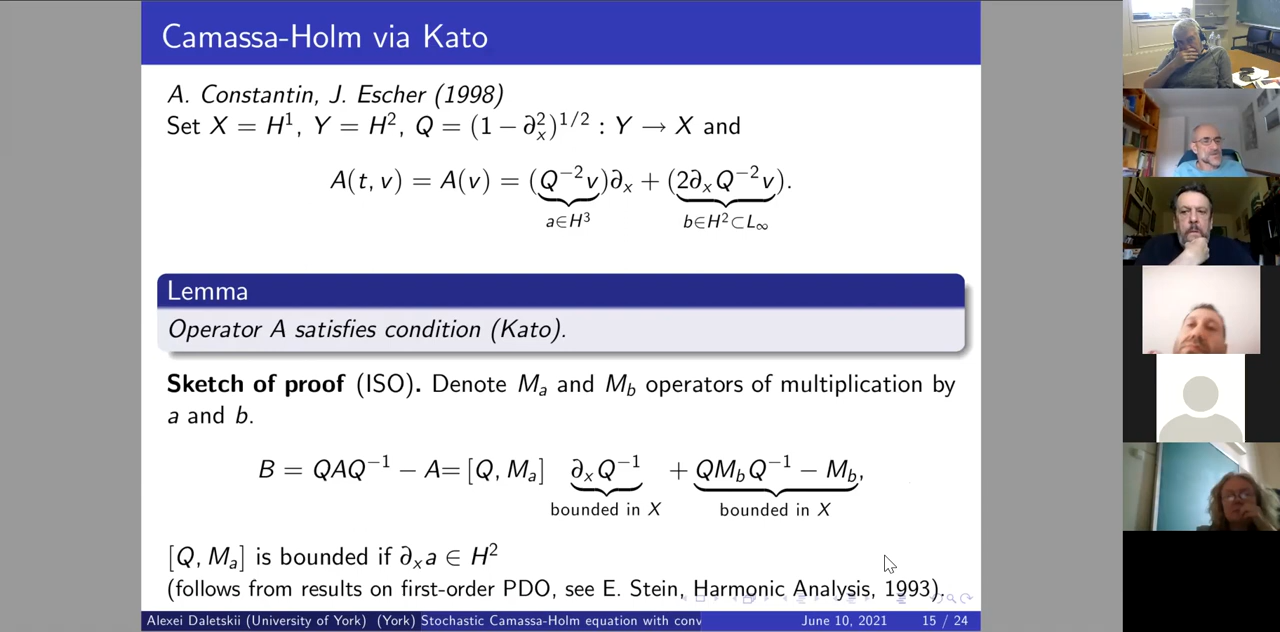 Camassa-Holm via Kato
A. Constantin, J. Escher (1998)
Set X = H¹, Y = H², Q = (1 − ∂ₓ²)^{1/2} : Y → X and
A(t, v) = A(v) = (Q⁻²v)∂ₓ + (2∂ₓQ⁻²v).
a∈H³ b∈H²⊂L∞
Lemma
Operator A satisfies condition (Kato).
Sketch of proof (ISO). Denote Mₐ and M_b operators of multiplication by
a and b.
B = QAQ⁻¹ − A= [Q, Mₐ] ∂ₓQ⁻¹ + QM_bQ⁻¹ − M_b,
bounded in X bounded in X
[Q, Mₐ] is bounded if ∂ₓa ∈ H²
(follows from results on first-order PDO, see E. Stein, Harmonic Analysis, 1993).
Alexei Daletskii (University of York) (York) Stochastic Camassa-Holm equation with conv June 10, 2021 15 / 24